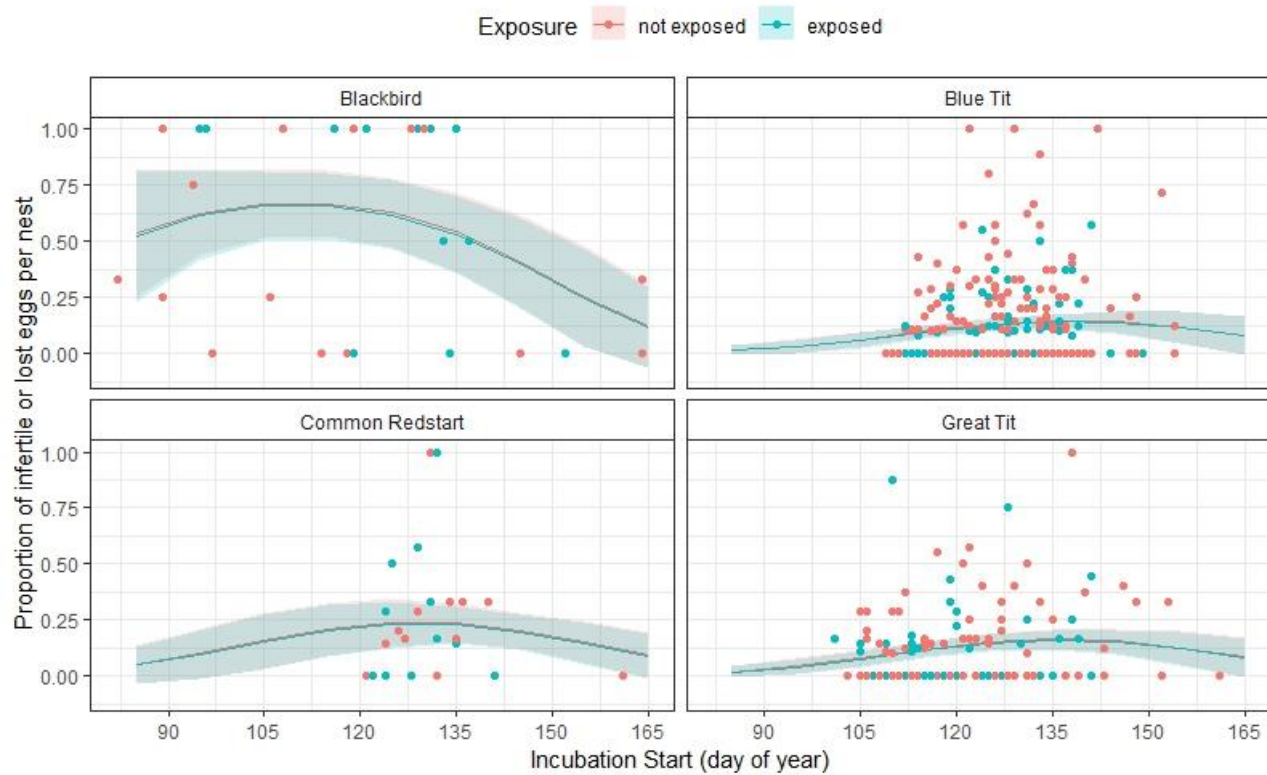 Exposure not exposed exposed
Blackbird Blue Tit
1.00
0.75
0.50
0.25
0.00
Common Redstart Great Tit
1.00
0.75
0.50
0.25
0.00
90 105 120 135 150 165 90 105 120 135 150 165
Incubation Start (day of year)
Proportion of infertile or lost eggs per nest